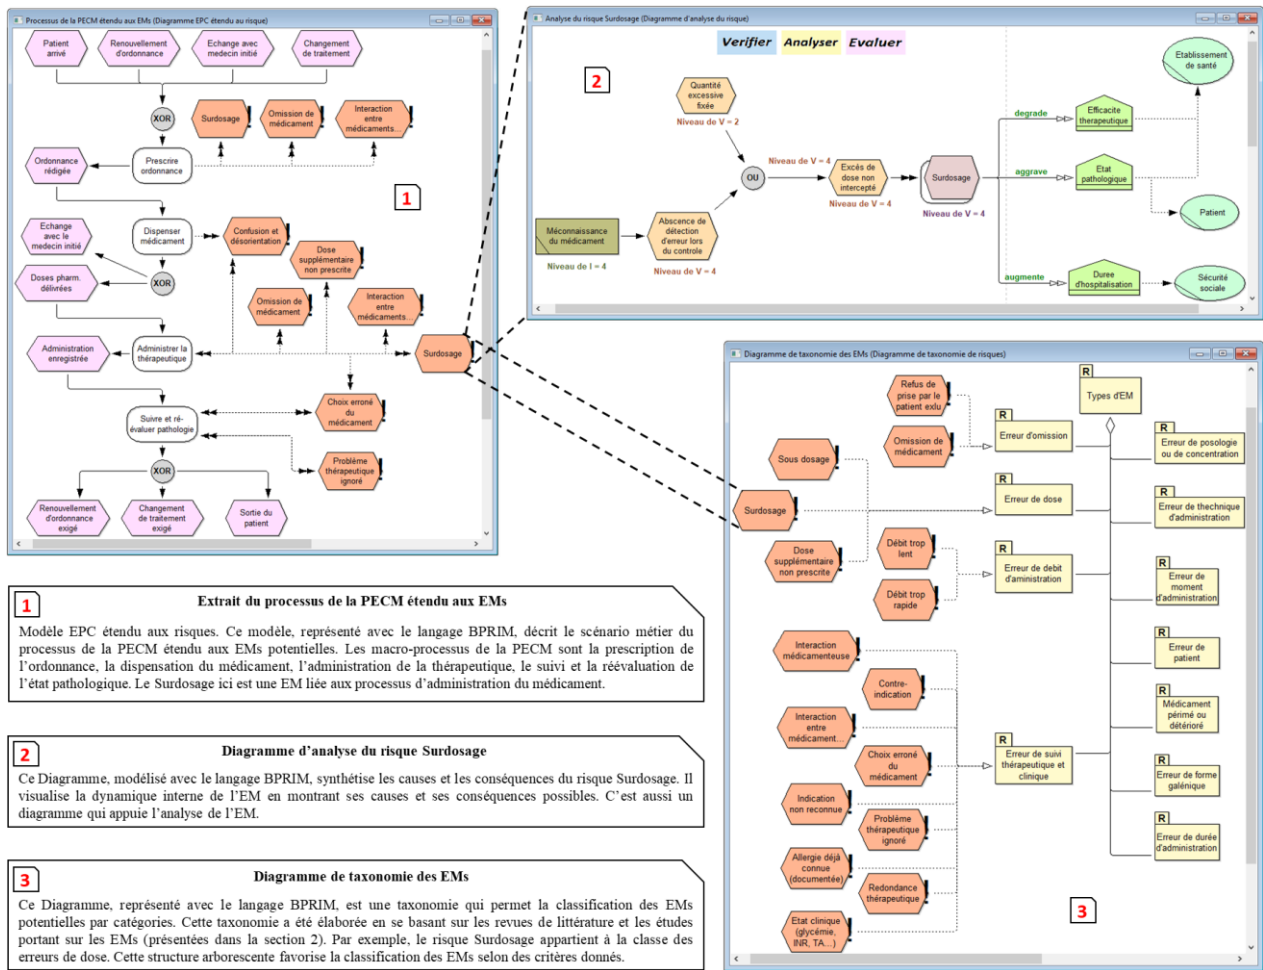 Processus de la PECM étendu aux EMs (Diagramme EPC étendu au risque)
Patient
arrivé
Renouvellement
d'ordonnance
Echange avec
medecin initié
Changement
de traitement
XOR
Surdosage
Omission de
médicament
Interaction
entre
médicaments...
Ordonnance
rédigée
Prescrire
ordonnance
1
Echange
avec le
medecin initié
Dispenser
médicament
Confusion et
désorientation
Dose
supplémentaire
non prescrite
Doses pharm.
délivrées
XOR
Omission de
médicament
Interaction
entre
médicaments...
Administration
enregistrée
Administrer la
thérapeutique
Surdosage
Suivre et ré-
évaluer pathologie
Choix erroné
du
médicament
XOR
Problème
thérapeutique
ignoré
Renouvellement
d'ordonnance
exigé
Changement
de traitement
exigé
Sortie du
patient
Analyse du risque Surdosage (Diagramme d'analyse du risque)
Verifier Analyser Evaluer
2
Quantité
excessive
fixée
Niveau de V = 2
Etablissement
de santé
degrade
Efficacite
therapeutique
Niveau de V = 4
OU
Excés de
dose non
intercepté
Niveau de V = 4
Surdosage
Niveau de V = 4
aggrave
Etat
pathologique
Patient
Méconnaissance
du médicament
Niveau de I = 4
Abscence de
détection
d'erreur lors
du controle
Niveau de V = 4
augmente
Duree
d'hospitalisation
Sécurité
sociale
Diagramme de taxonomie des EMs (Diagramme de taxonomie de risques)
Refus de
prise par le
patient exlu
R
Types d'EM
Omission de
médicament
R
Erreur d'omission
R
Erreur de posologie
ou de concentration
Sous dosage
Surdosage
R
Erreur de dose
R
Erreur de thechnique
d'administration
Dose
supplémentaire
non prescrite
Débit trop
lent
Débit trop
rapide
R
Erreur de debit
d'aministration
R
Erreur de
moment
d'administration
Interaction
médicamenteuse
Contre-
indication
R
Erreur de
patient
Interaction
entre
médicament...
Choix erroné
du
médicament
R
Erreur de suivi
thérapeutique et
clinique
R
Médicament
périmé ou
détérioré
Indication
non reconnue
Problème
thérapeutique
ignoré
R
Erreur de forme
galénique
Allergie déjà
connue
(documentée)
Redondance
thérapeutique
R
Erreur de durée
d'administration
Etat clinique
(glycémie,
INR, TA...)
3
1
Extrait du processus de la PECM étendu aux EMs
Modèle EPC étendu aux risques. Ce modèle, représenté avec le langage BPRIM, décrit le scénario métier du
processus de la PECM étendu aux EMs potentielles. Les macro-processus de la PECM sont la prescription de
l'ordonnance, la dispensation du médicament, l'administration de la thérapeutique, le suivi et la réévaluation de
l'état pathologique. Le Surdosage ici est une EM liée aux processus d'administration du médicament.
2
Diagramme d'analyse du risque Surdosage
Ce Diagramme, modélisé avec le langage BPRIM, synthétise les causes et les conséquences du risque Surdosage. Il
visualise la dynamique interne de l'EM en montrant ses causes et ses conséquences possibles. C'est aussi un
diagramme qui appuie l'analyse de l'EM.
3
Diagramme de taxonomie des EMs
Ce Diagramme, représenté avec le langage BPRIM, est une taxonomie qui permet la classification des EMs
potentielles par catégories. Cette taxonomie a été élaborée en se basant sur les revues de littérature et les études
portant sur les EMs (présentées dans la section 2). Par exemple, le risque Surdosage appartient à la classe des
erreurs de dose. Cette structure arborescente favorise la classification des EMs selon des critères donnés.